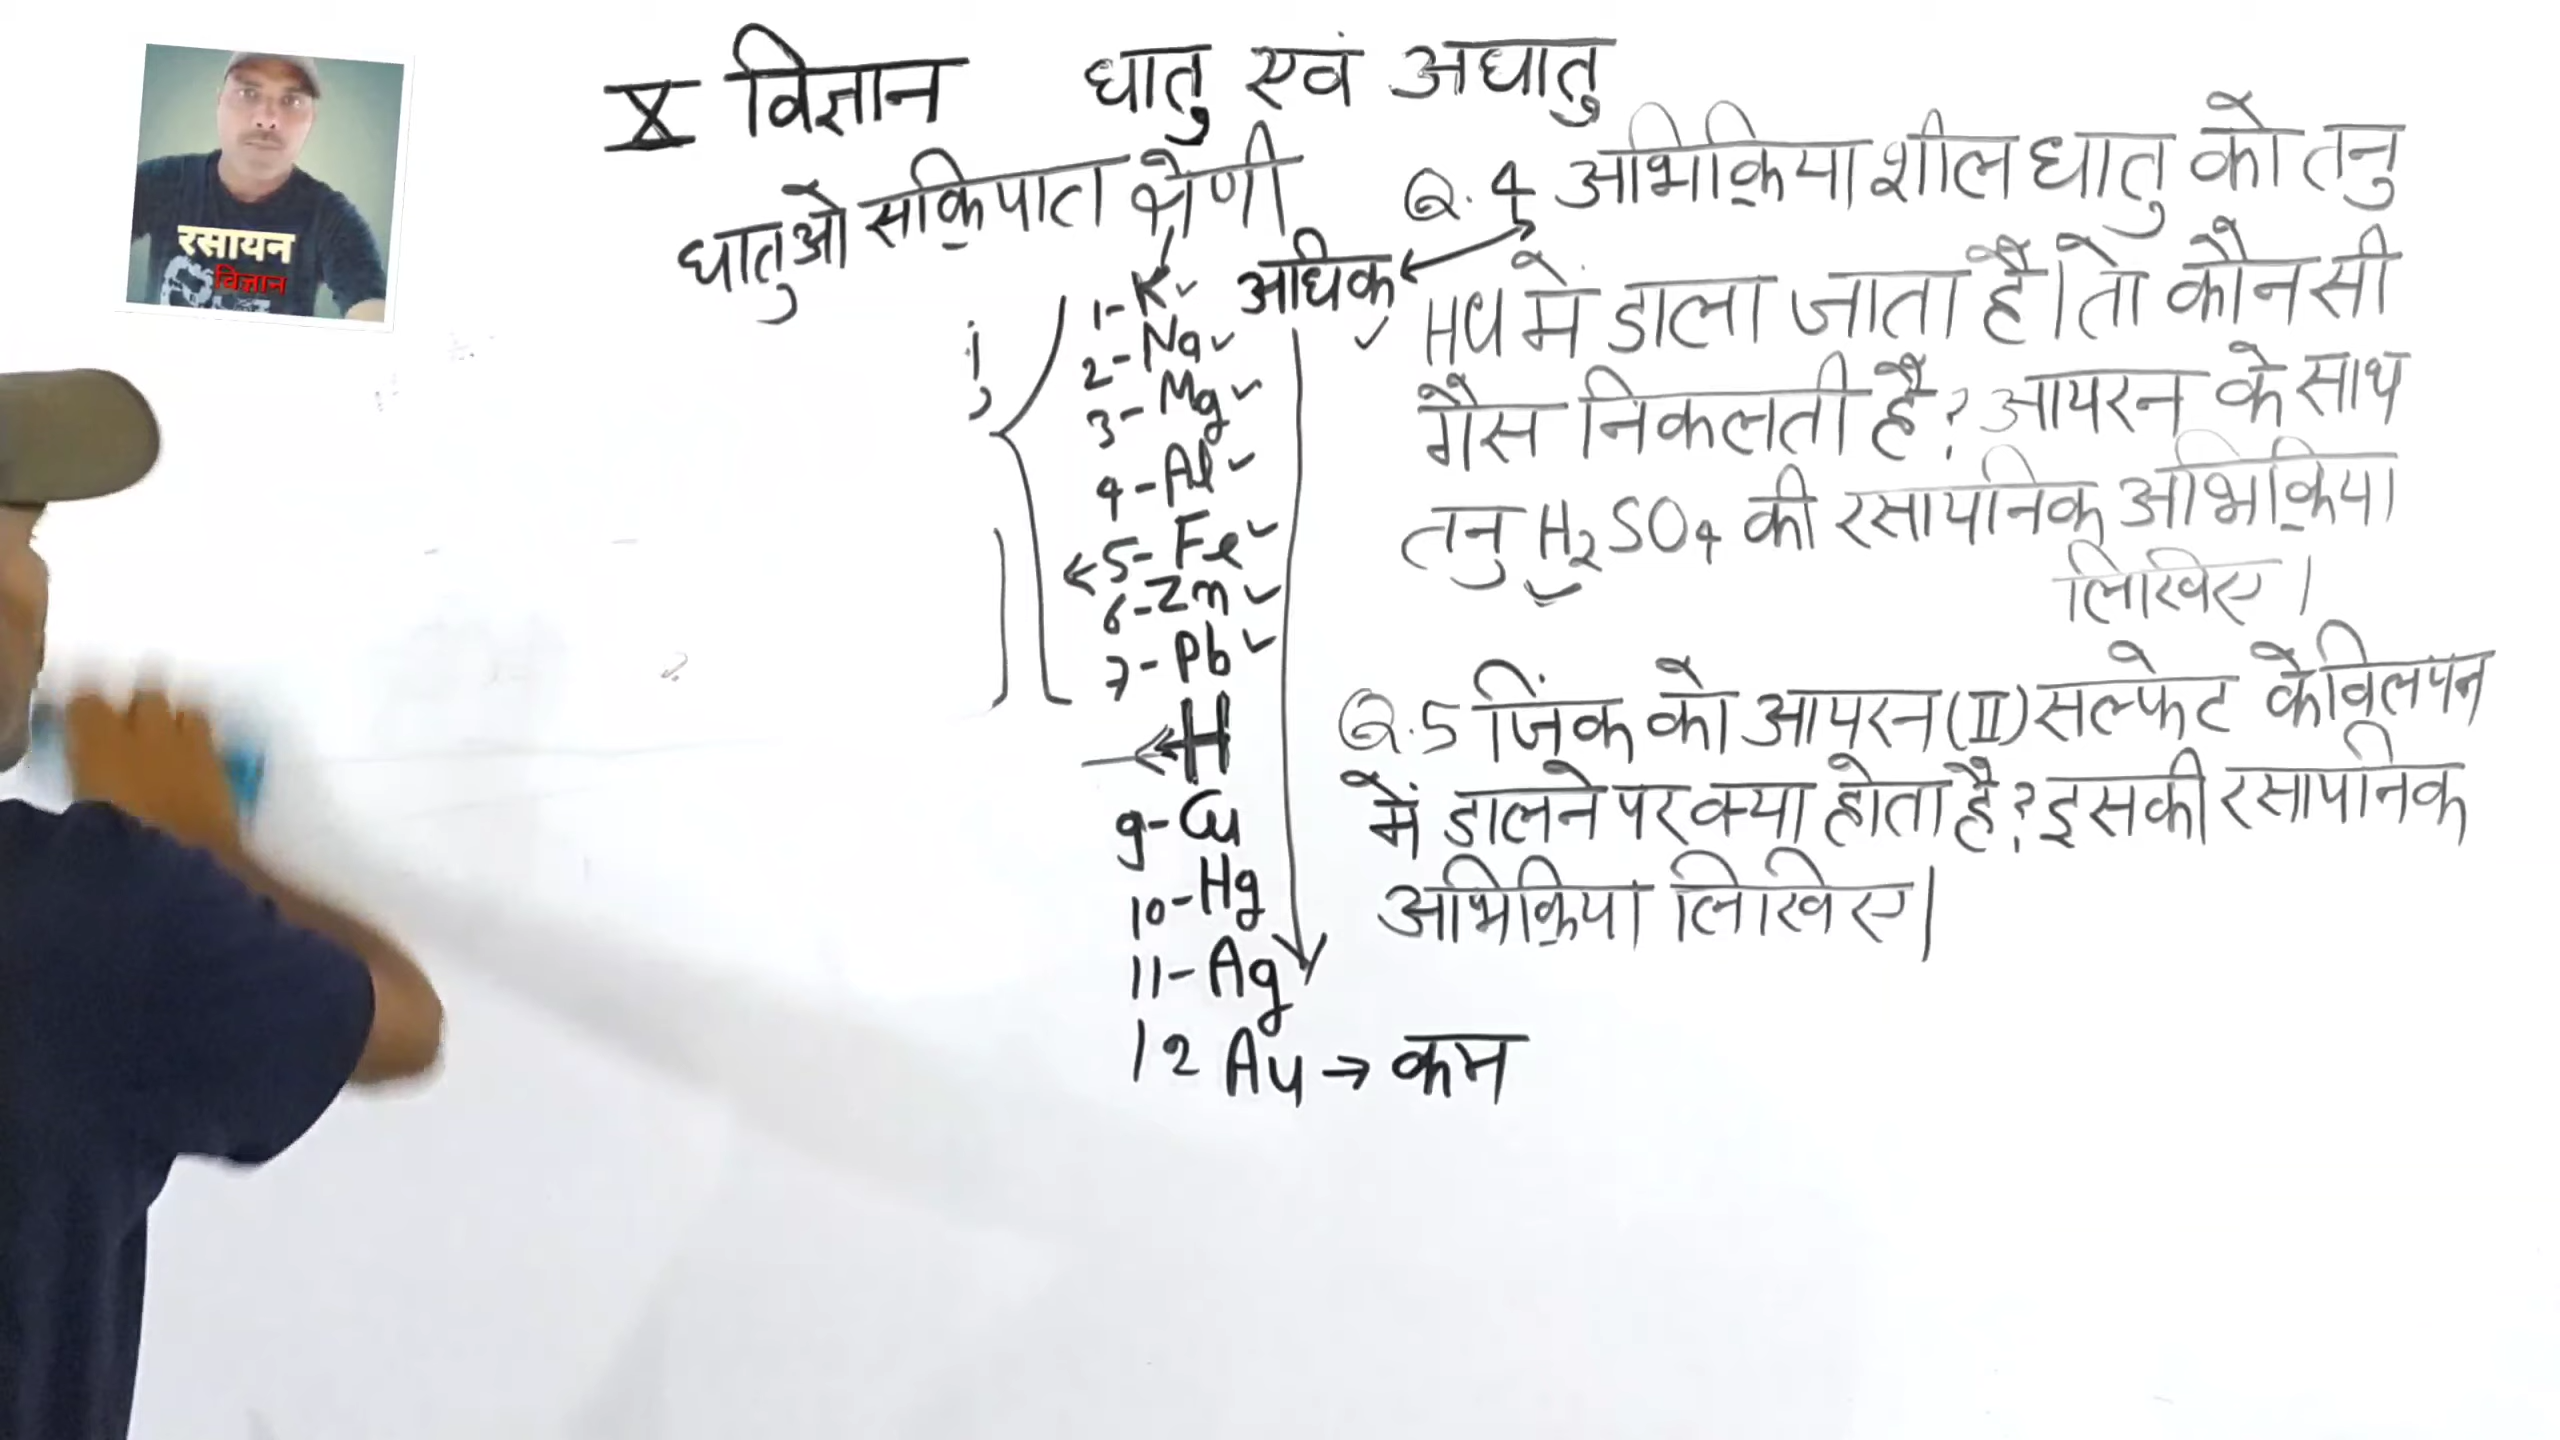 X विज्ञान धातु एवं अधातु
रसायन
विज्ञान
धातुओ सक्रियाता श्रेणी
1- K✓ अधिक
2- Na✓
3- Mg✓
4- Al✓
5- Fe✓
6- Zn✓
7- Pb✓
H
9- Cu
10- Hg
11- Ag
12 Au → कम
Q.4 अभिक्रियाशील धातु को तनु
HCl में डाला जाता है। तो कौन सी
गैस निकलती है? आयरन के साथ
तनु H₂SO₄ की रसायनिक अभिक्रिया
लिखिए।
Q.5 जिंक को आयरन (II) सल्फेट के विलयन
में डालने पर क्या होता है? इसकी रसायनिक
अभिक्रिया लिखिए।